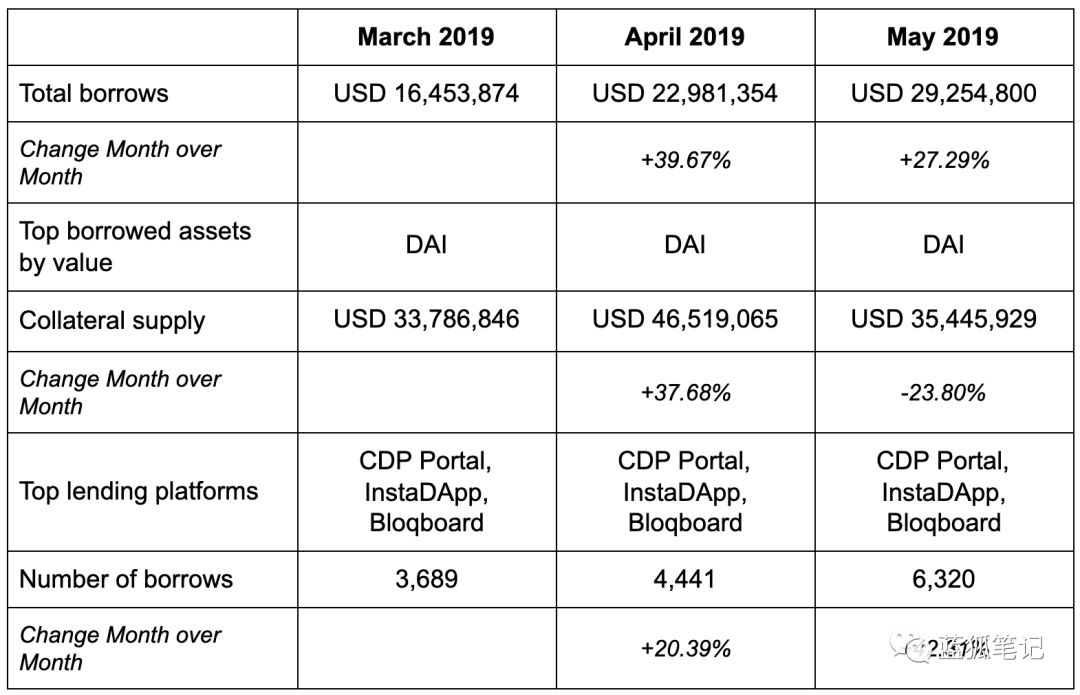 March 2019 April 2019 May 2019
Total borrows USD 16,453,874 USD 22,981,354 USD 29,254,800
Change Month over
Month +39.67% +27.29%
Top borrowed assets
by value DAI DAI DAI
Collateral supply USD 33,786,846 USD 46,519,065 USD 35,445,929
Change Month over
Month +37.68% -23.80%
Top lending platforms
CDP Portal,
InstaDApp,
Bloqboard
CDP Portal,
InstaDApp,
Bloqboard
CDP Portal,
InstaDApp,
Bloqboard
Number of borrows 3,689 4,441 6,320
Change Month over
Month +20.39%
蓝狐笔记